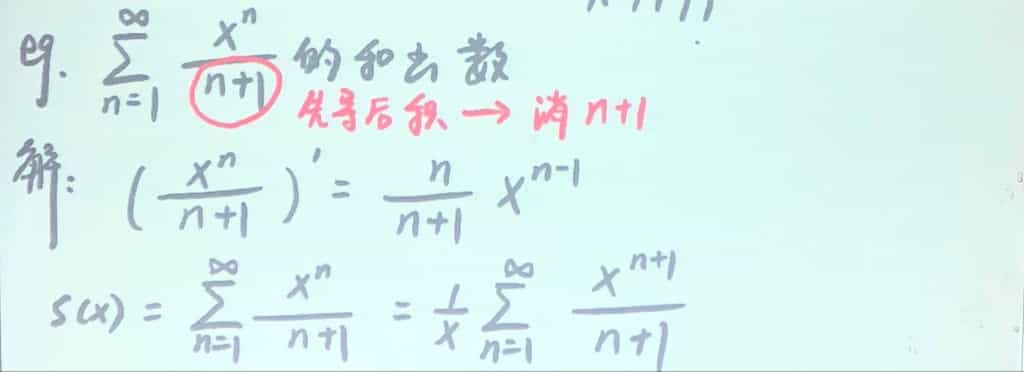 eg. $\sum_{n=1}^{\infty} \frac{x^n}{n+1}$ 的和函数
先导后积 → 消 n+1
解: $\left(\frac{x^n}{n+1}\right)' = \frac{n}{n+1} x^{n-1}$
$s(x) = \sum_{n=1}^{\infty} \frac{x^n}{n+1} = \frac{1}{x} \sum_{n=1}^{\infty} \frac{x^{n+1}}{n+1}$